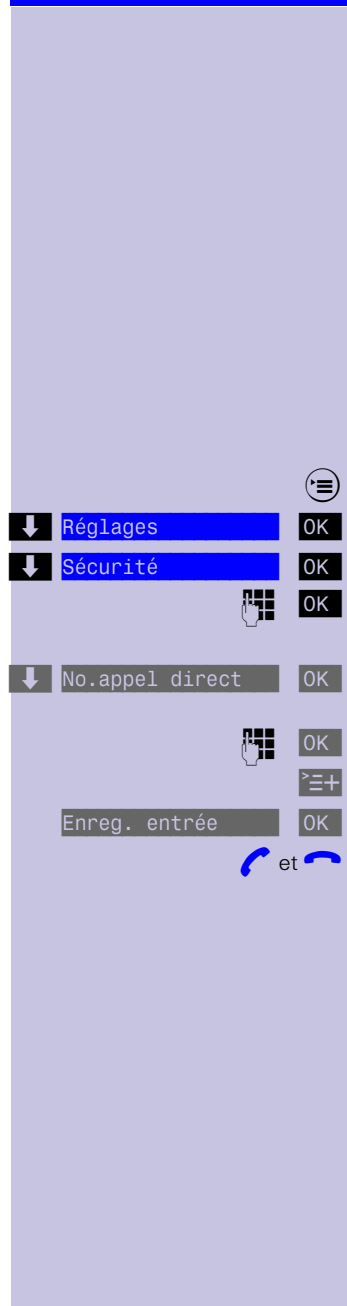 Réglages OK
Sécurité OK
OK
No.appel direct OK
OK
Enreg. entrée OK
et